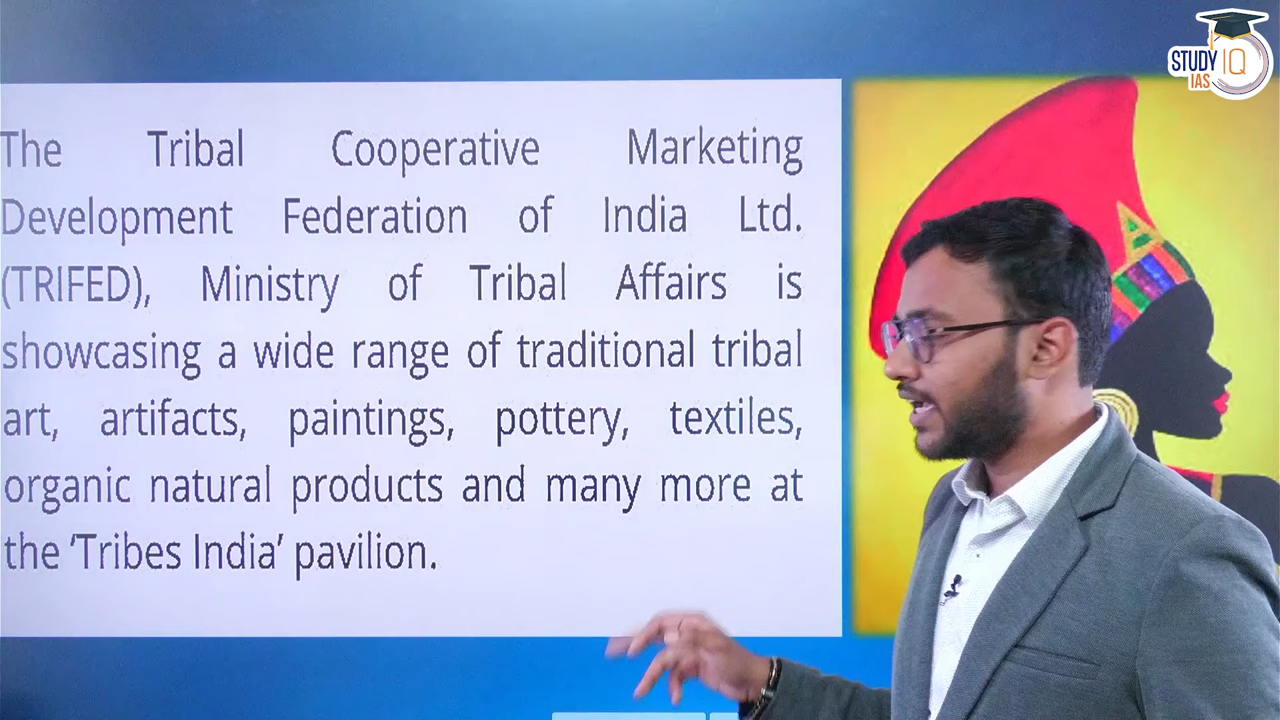 STUDY IQ
IAS
The Tribal Cooperative Marketing
Development Federation of India Ltd.
(TRIFED), Ministry of Tribal Affairs is
showcasing a wide range of traditional tribal
art, artifacts, paintings, pottery, textiles,
organic natural products and many more at
the ‘Tribes India’ pavilion.